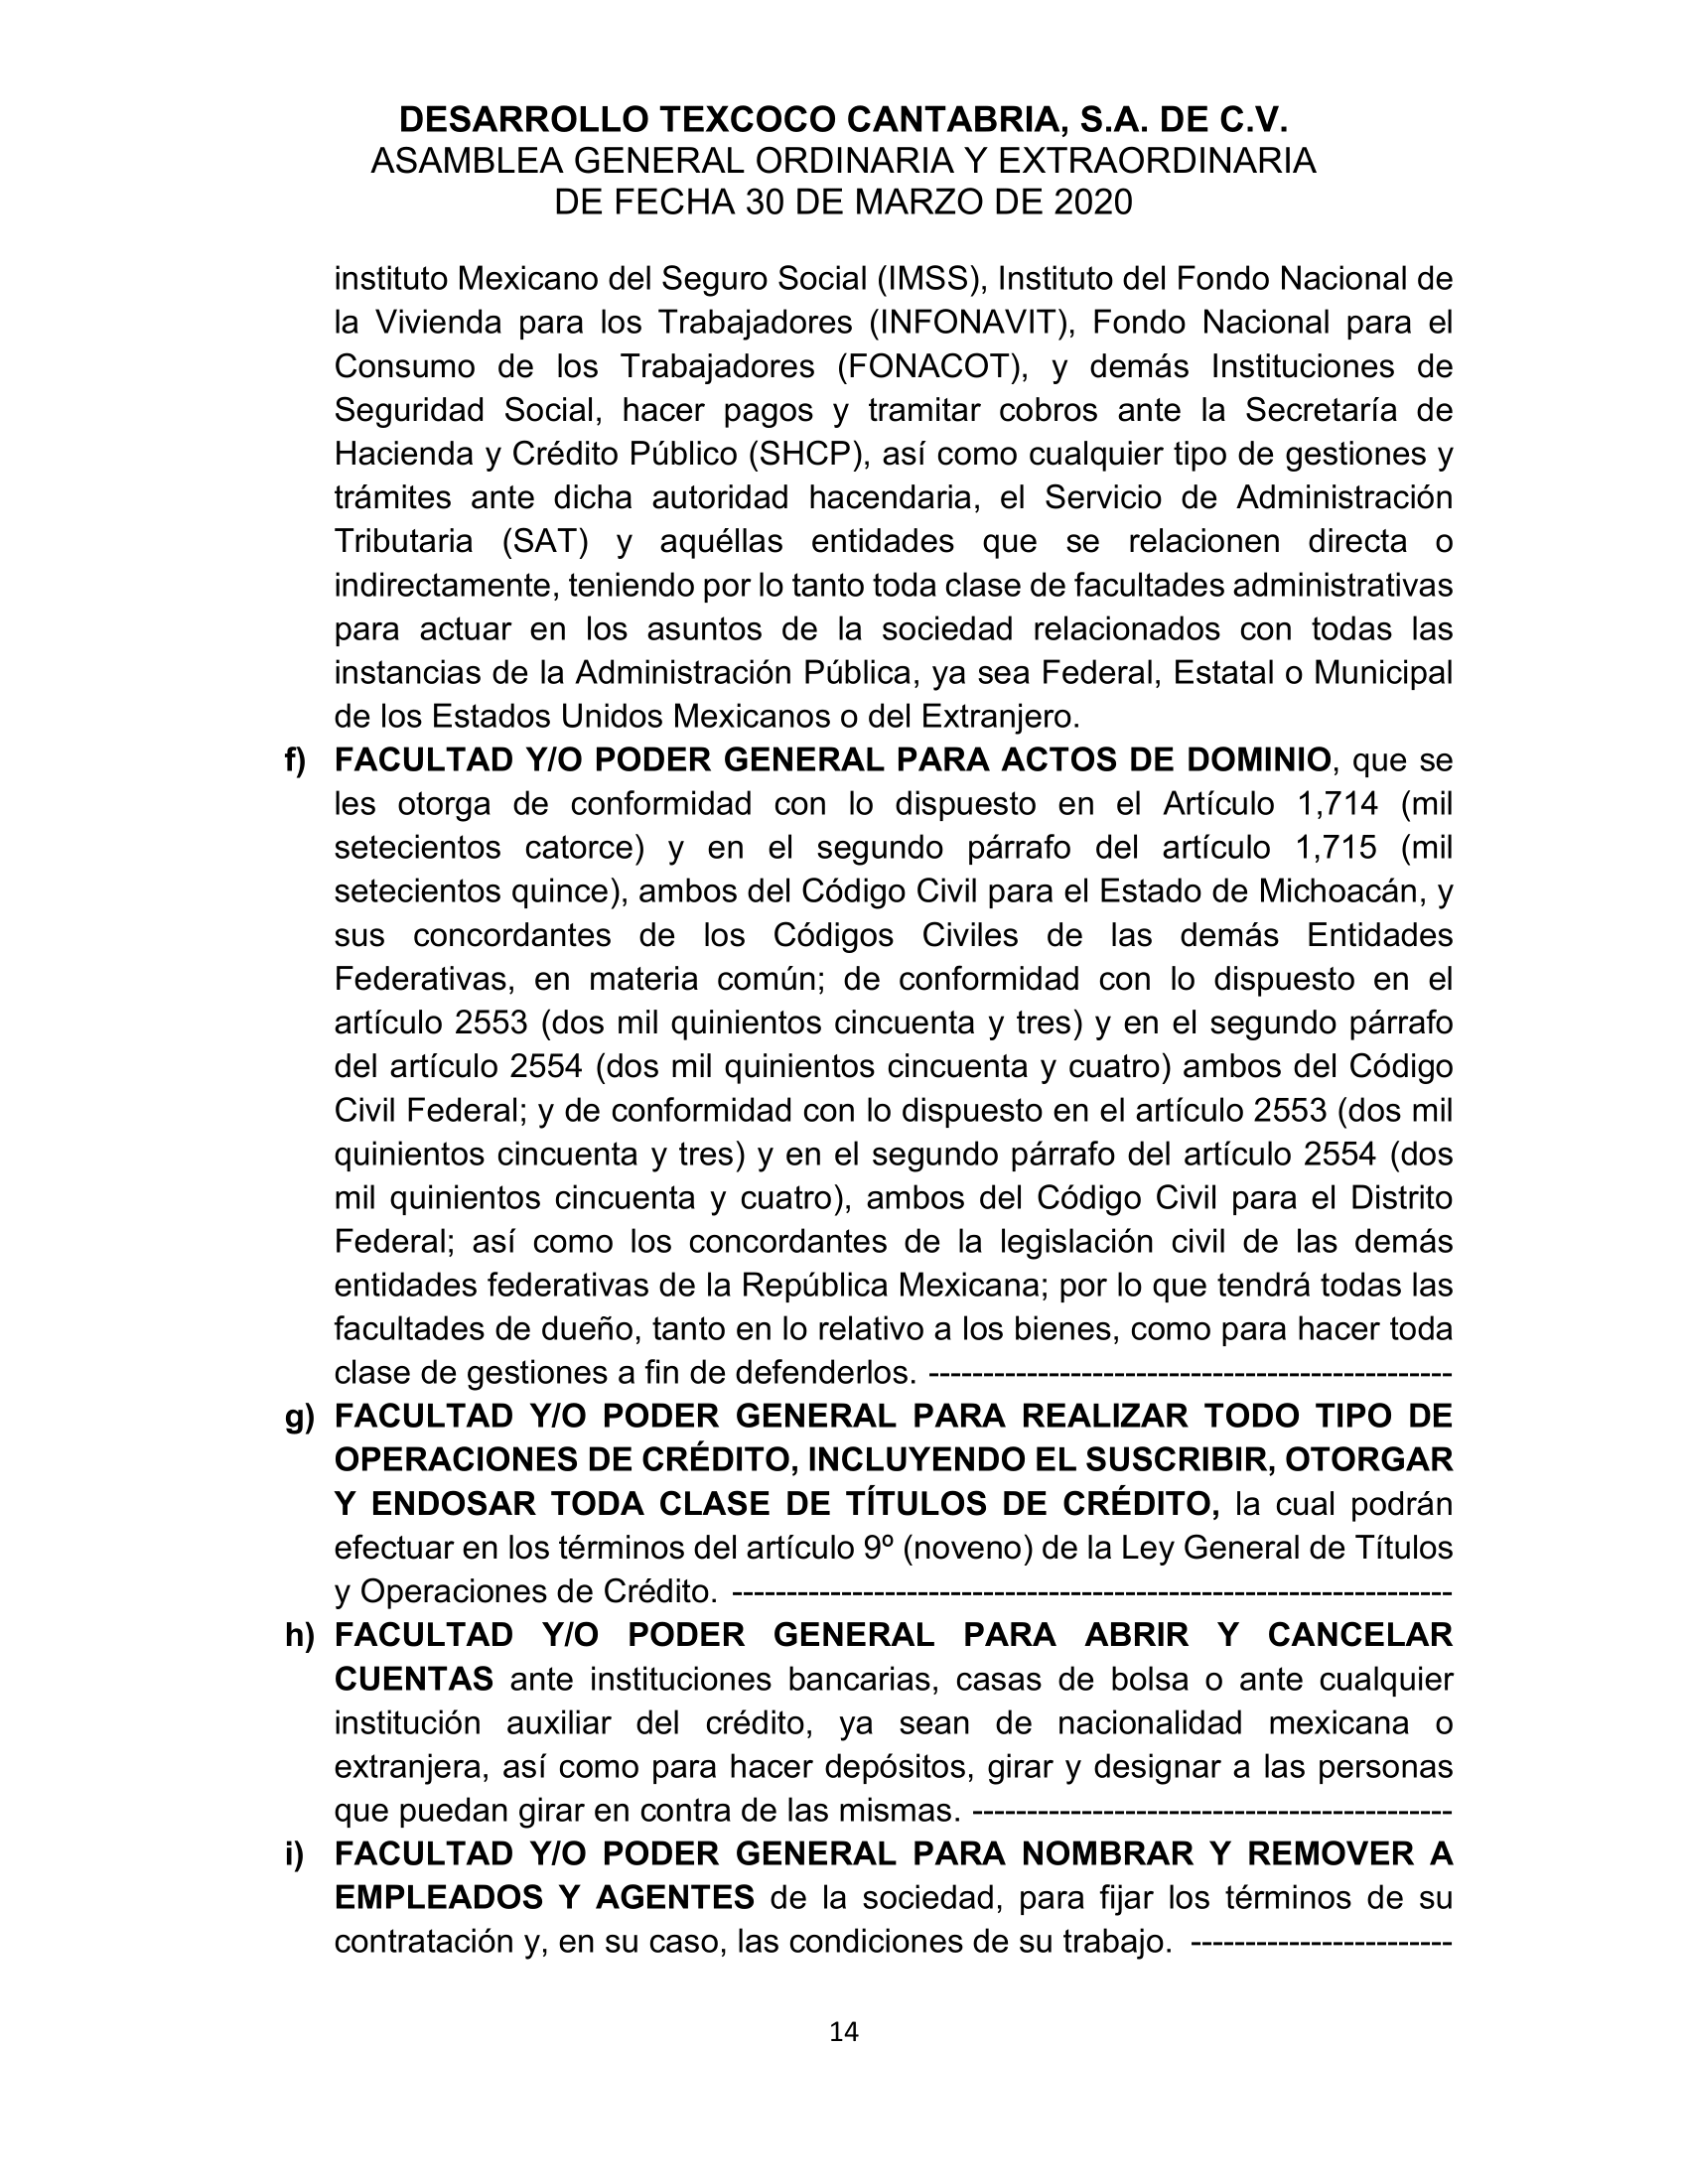 DESARROLLO TEXCOCO CANTABRIA, S.A. DE C.V.
ASAMBLEA GENERAL ORDINARIA Y EXTRAORDINARIA
DE FECHA 30 DE MARZO DE 2020
instituto Mexicano del Seguro Social (IMSS), Instituto del Fondo Nacional de
la Vivienda para los Trabajadores (INFONAVIT), Fondo Nacional para el
Consumo de los Trabajadores (FONACOT), y demás Instituciones de
Seguridad Social, hacer pagos y tramitar cobros ante la Secretaría de
Hacienda y Crédito Público (SHCP), así como cualquier tipo de gestiones y
trámites ante dicha autoridad hacendaria, el Servicio de Administración
Tributaria (SAT) y aquéllas entidades que se relacionen directa o
indirectamente, teniendo por lo tanto toda clase de facultades administrativas
para actuar en los asuntos de la sociedad relacionados con todas las
instancias de la Administración Pública, ya sea Federal, Estatal o Municipal
de los Estados Unidos Mexicanos o del Extranjero.
f) FACULTAD Y/O PODER GENERAL PARA ACTOS DE DOMINIO, que se
les otorga de conformidad con lo dispuesto en el Artículo 1,714 (mil
setecientos catorce) y en el segundo párrafo del artículo 1,715 (mil
setecientos quince), ambos del Código Civil para el Estado de Michoacán, y
sus concordantes de los Códigos Civiles de las demás Entidades
Federativas, en materia común; de conformidad con lo dispuesto en el
artículo 2553 (dos mil quinientos cincuenta y tres) y en el segundo párrafo
del artículo 2554 (dos mil quinientos cincuenta y cuatro) ambos del Código
Civil Federal; y de conformidad con lo dispuesto en el artículo 2553 (dos mil
quinientos cincuenta y tres) y en el segundo párrafo del artículo 2554 (dos
mil quinientos cincuenta y cuatro), ambos del Código Civil para el Distrito
Federal; así como los concordantes de la legislación civil de las demás
entidades federativas de la República Mexicana; por lo que tendrá todas las
facultades de dueño, tanto en lo relativo a los bienes, como para hacer toda
clase de gestiones a fin de defenderlos. ------------------------------------------------
g) FACULTAD Y/O PODER GENERAL PARA REALIZAR TODO TIPO DE
OPERACIONES DE CRÉDITO, INCLUYENDO EL SUSCRIBIR, OTORGAR
Y ENDOSAR TODA CLASE DE TÍTULOS DE CRÉDITO, la cual podrán
efectuar en los términos del artículo 9º (noveno) de la Ley General de Títulos
y Operaciones de Crédito. ------------------------------------------------------------------
h) FACULTAD Y/O PODER GENERAL PARA ABRIR Y CANCELAR
CUENTAS ante instituciones bancarias, casas de bolsa o ante cualquier
institución auxiliar del crédito, ya sean de nacionalidad mexicana o
extranjera, así como para hacer depósitos, girar y designar a las personas
que puedan girar en contra de las mismas. --------------------------------------------
i) FACULTAD Y/O PODER GENERAL PARA NOMBRAR Y REMOVER A
EMPLEADOS Y AGENTES de la sociedad, para fijar los términos de su
contratación y, en su caso, las condiciones de su trabajo. ------------------------
14